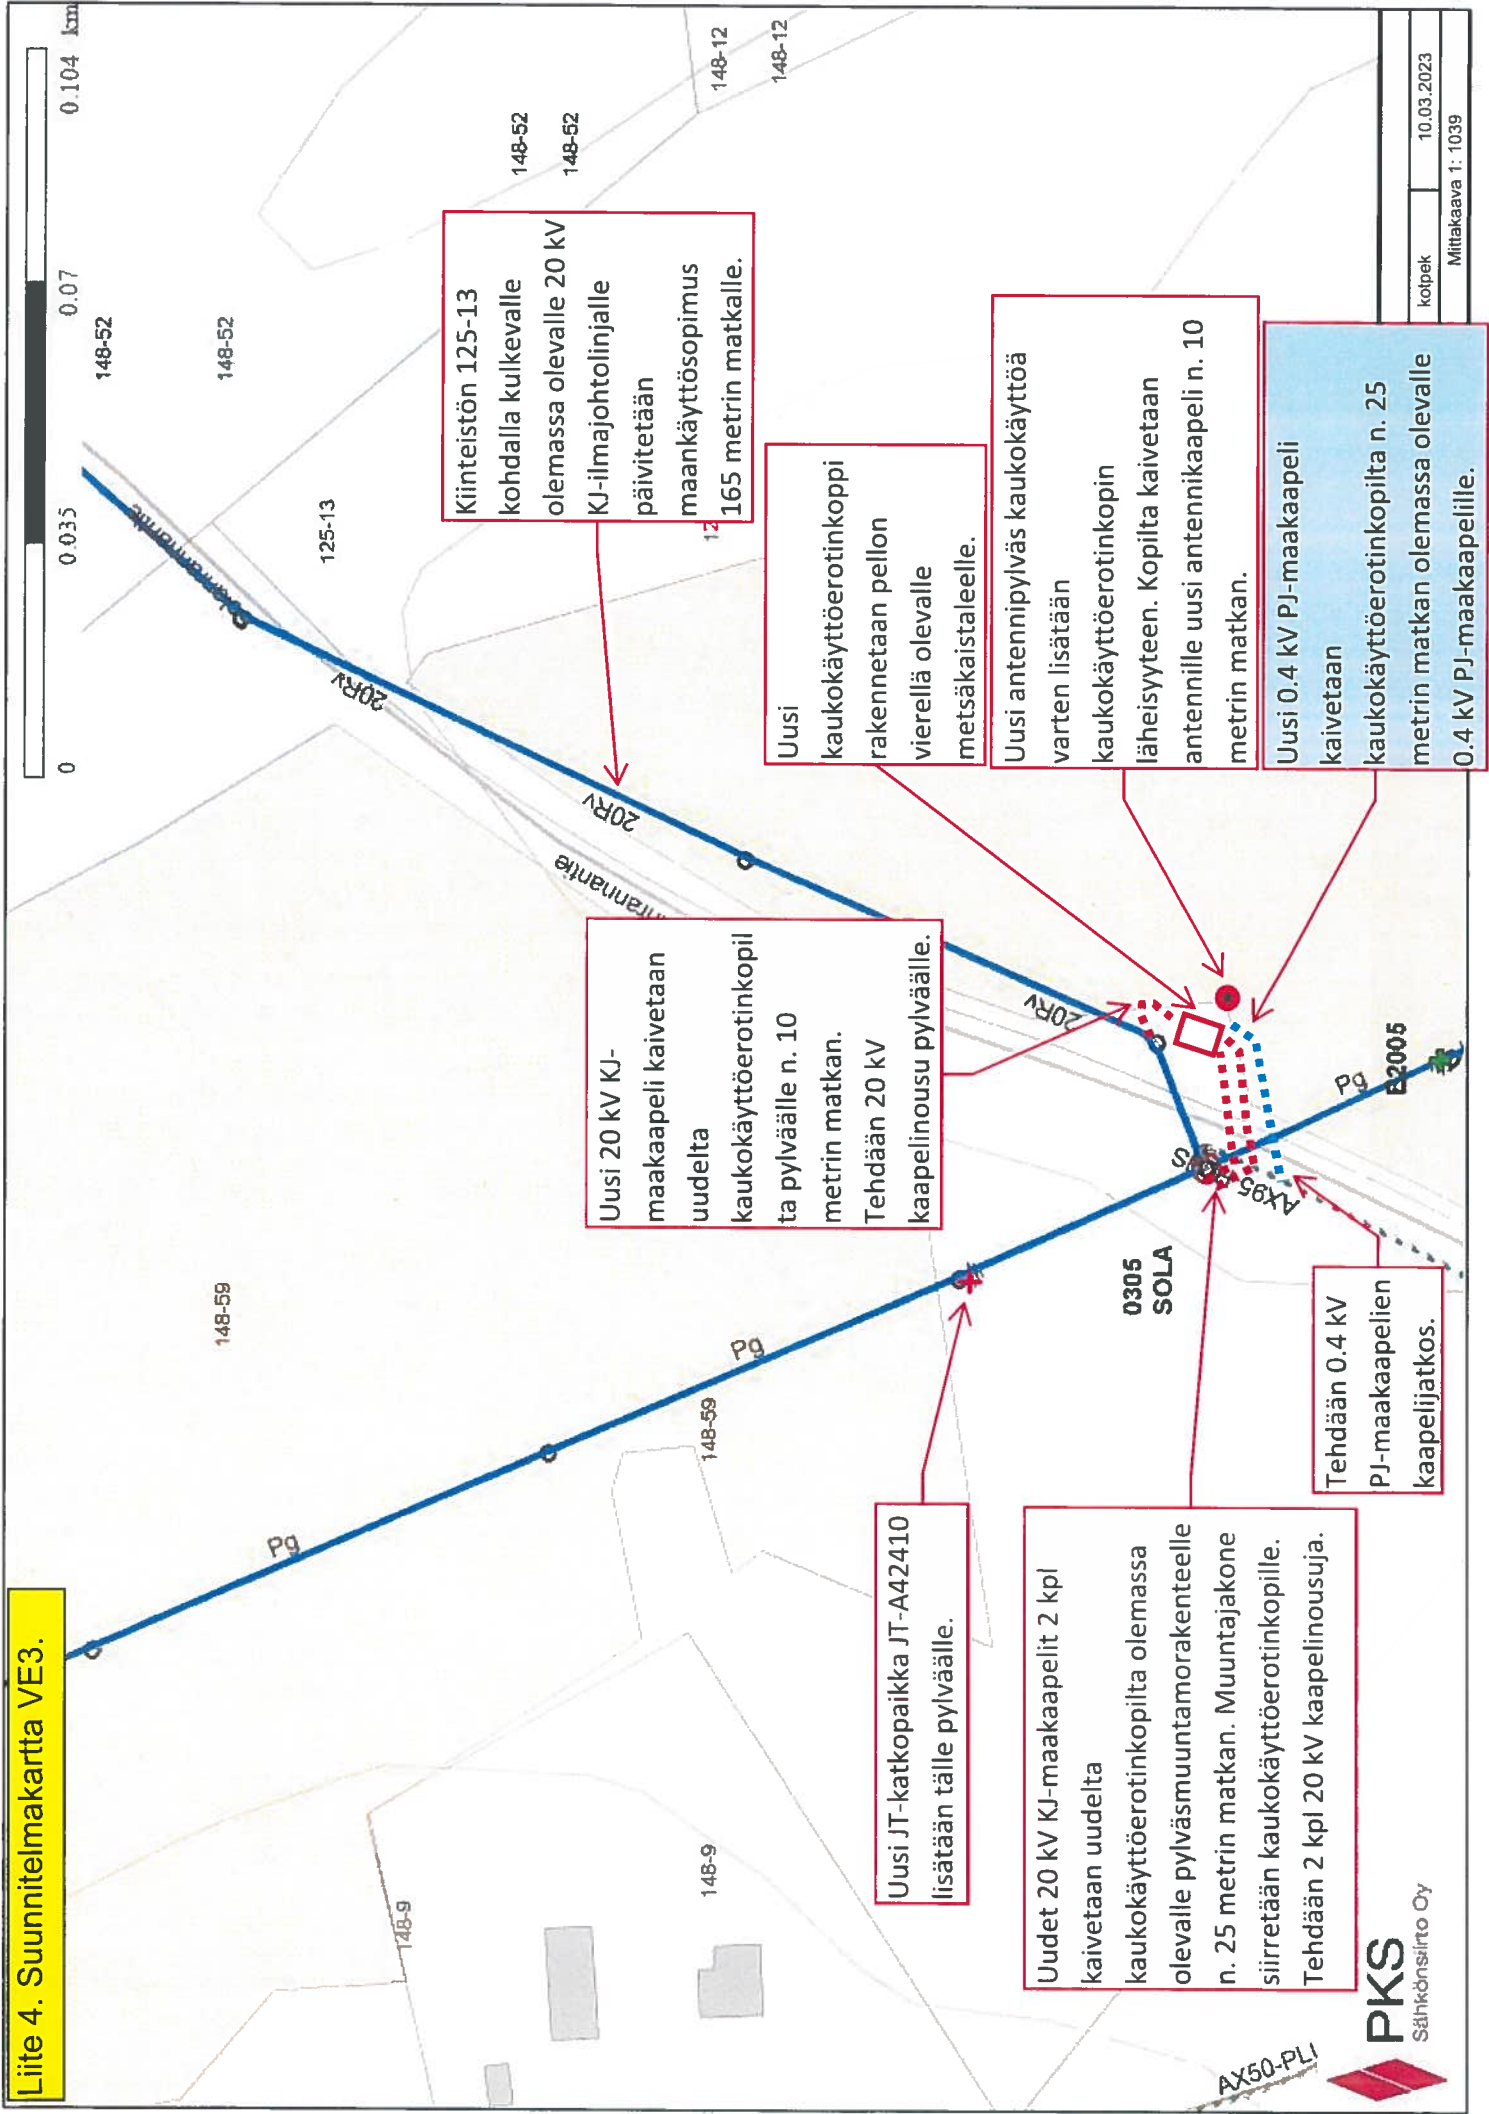 Liite 4. Suunnitelmakartta VE3.
0
0.035
0.07
0.104 km
148-52
148-52
148-52
148-52
148-12
148-12
125-13
148-59
148-59
148-9
148-9
Pg
Pg
Pg
20Rv
20Rv
20Rv
Kiinteistön 125-13
kohdalla kulkevalle
olemassa olevalle 20 kV
KJ-ilmajohtolinjalle
päivitetään
maankäyttösopimus
165 metrin matkalle.
Uusi
kaukokäyttöerotinkoppi
rakennetaan pellon
vierellä olevalle
metsäkaistaleelle.
Uusi antennipylväs kaukokäyttöä
varten lisätään
kaukokäyttöerotinkopin
läheisyyteen. Kopilta kaivetaan
antennille uusi antennikaapeli n. 10
metrin matkan.
Uusi 0.4 kV PJ-maakaapeli
kaivetaan
kaukokäyttöerotinkopilta n. 25
metrin matkan olemassa olevalle
0.4 kV PJ-maakaapelille.
Uusi 20 kV KJ-
maakaapeli kaivetaan
uudelta
kaukokäyttöerotinkopil
ta pylväälle n. 10
metrin matkan.
Tehdään 20 kV
kaapelinousu pylväälle.
0305
SOLA
AX95
E2005
Uusi JT-katkopaikka JT-A42410
lisätään tälle pylväälle.
Uudet 20 kV KJ-maakaapelit 2 kpl
kaivetaan uudelta
kaukokäyttöerotinkopilta olemassa
olevalle pylväsmuuntamorakenteelle
n. 25 metrin matkan. Muuntajakone
siirretään kaukokäyttöerotinkopille.
Tehdään 2 kpl 20 kV kaapelinousuja.
Tehdään 0.4 kV
PJ-maakaapelien
kaapelijatkos.
AX50-PLI
PKS
Sähkönsiirto Oy
kotpek
10.03.2023
Mittakaava 1: 1039